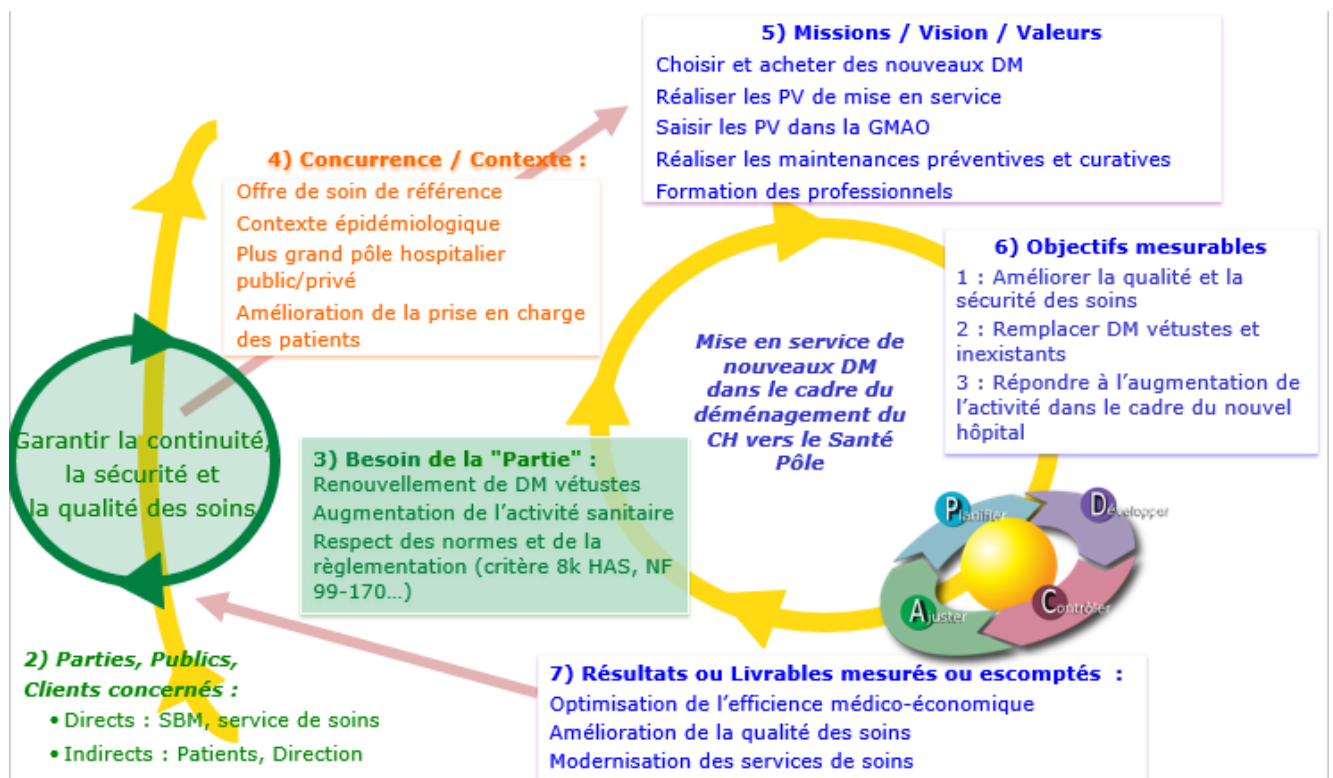 5) Missions / Vision / Valeurs
Choisir et acheter des nouveaux DM
Réaliser les PV de mise en service
Saisir les PV dans la GMAO
Réaliser les maintenances préventives et curatives
Formation des professionnels
4) Concurrence / Contexte :
Offre de soin de référence
Contexte épidémiologique
Plus grand pôle hospitalier
public/privé
Amélioration de la prise en charge
des patients
6) Objectifs mesurables
1 : Améliorer la qualité et la
sécurité des soins
2 : Remplacer DM vétustes et
inexistants
3 : Répondre à l'augmentation de
l'activité dans le cadre du nouvel
hôpital
Mise en service de
nouveaux DM
dans le cadre du
déménagement du
CH vers le Santé
Pôle
Garantir la continuité,
la sécurité et
la qualité des soins
3) Besoin de la "Partie" :
Renouvellement de DM vétustes
Augmentation de l'activité sanitaire
Respect des normes et de la
règlementation (critère 8k HAS, NF
99-170…)
Planifier
Développer
Contrôler
Ajuster
2) Parties, Publics,
Clients concernés :
• Directs : SBM, service de soins
• Indirects : Patients, Direction
7) Résultats ou Livrables mesurés ou escomptés :
Optimisation de l'efficience médico-économique
Amélioration de la qualité des soins
Modernisation des services de soins